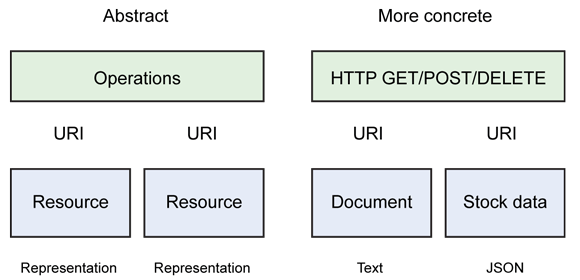 Abstract
More concrete
Operations
HTTP GET/POST/DELETE
URI
URI
URI
URI
Resource
Resource
Document
Stock data
Representation
Representation
Text
JSON